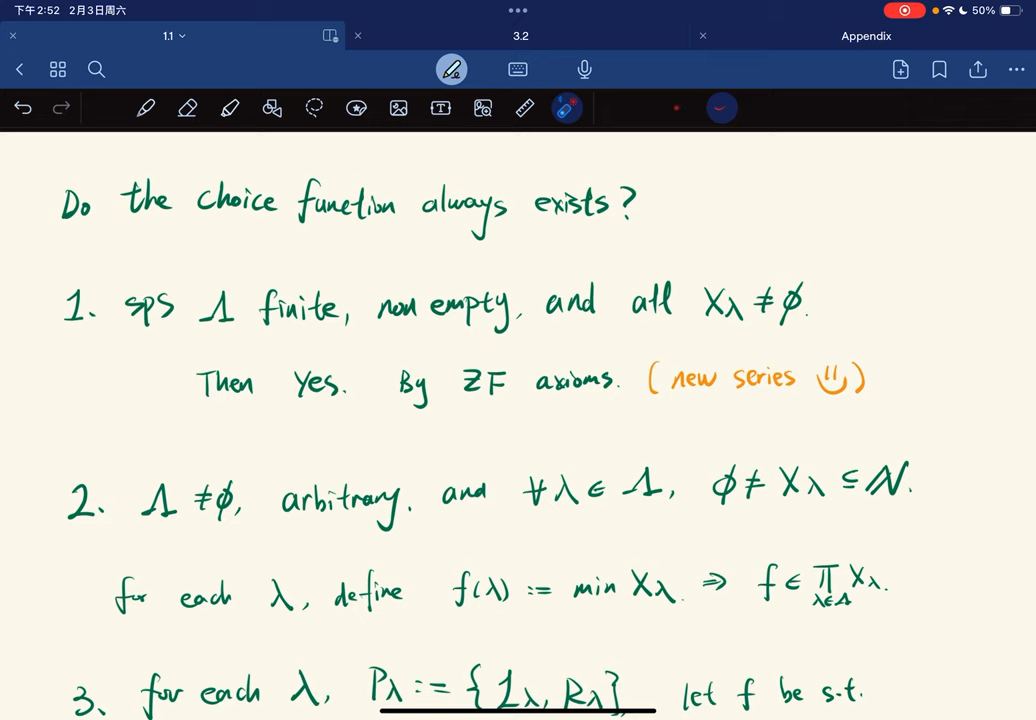 下午2:52 2月3日周六
50%
1.1
3.2
Appendix
Do the choice function always exists?
1. sps Λ finite, non empty, and all Xλ ≠ ∅.
Then Yes. By ZF axioms. (new series)
2. Λ ≠ ∅, arbitrary, and ∀λ ∈ Λ, ∅ ≠ Xλ ⊆ ℕ.
for each λ, define f(λ) := min Xλ. ⇒ f ∈ ∏ Xλ.
λ∈Λ
3. for each λ, Pλ := {Lλ, Rλ}, let f be s.t.